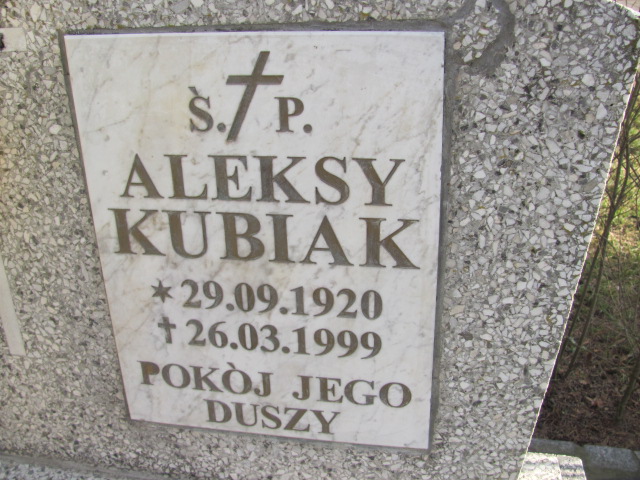 Ṡ. P.
ALEKSY
KUBIAK
* 29.09.1920
† 26.03.1999
POKÒJ JEGO
DUSZY